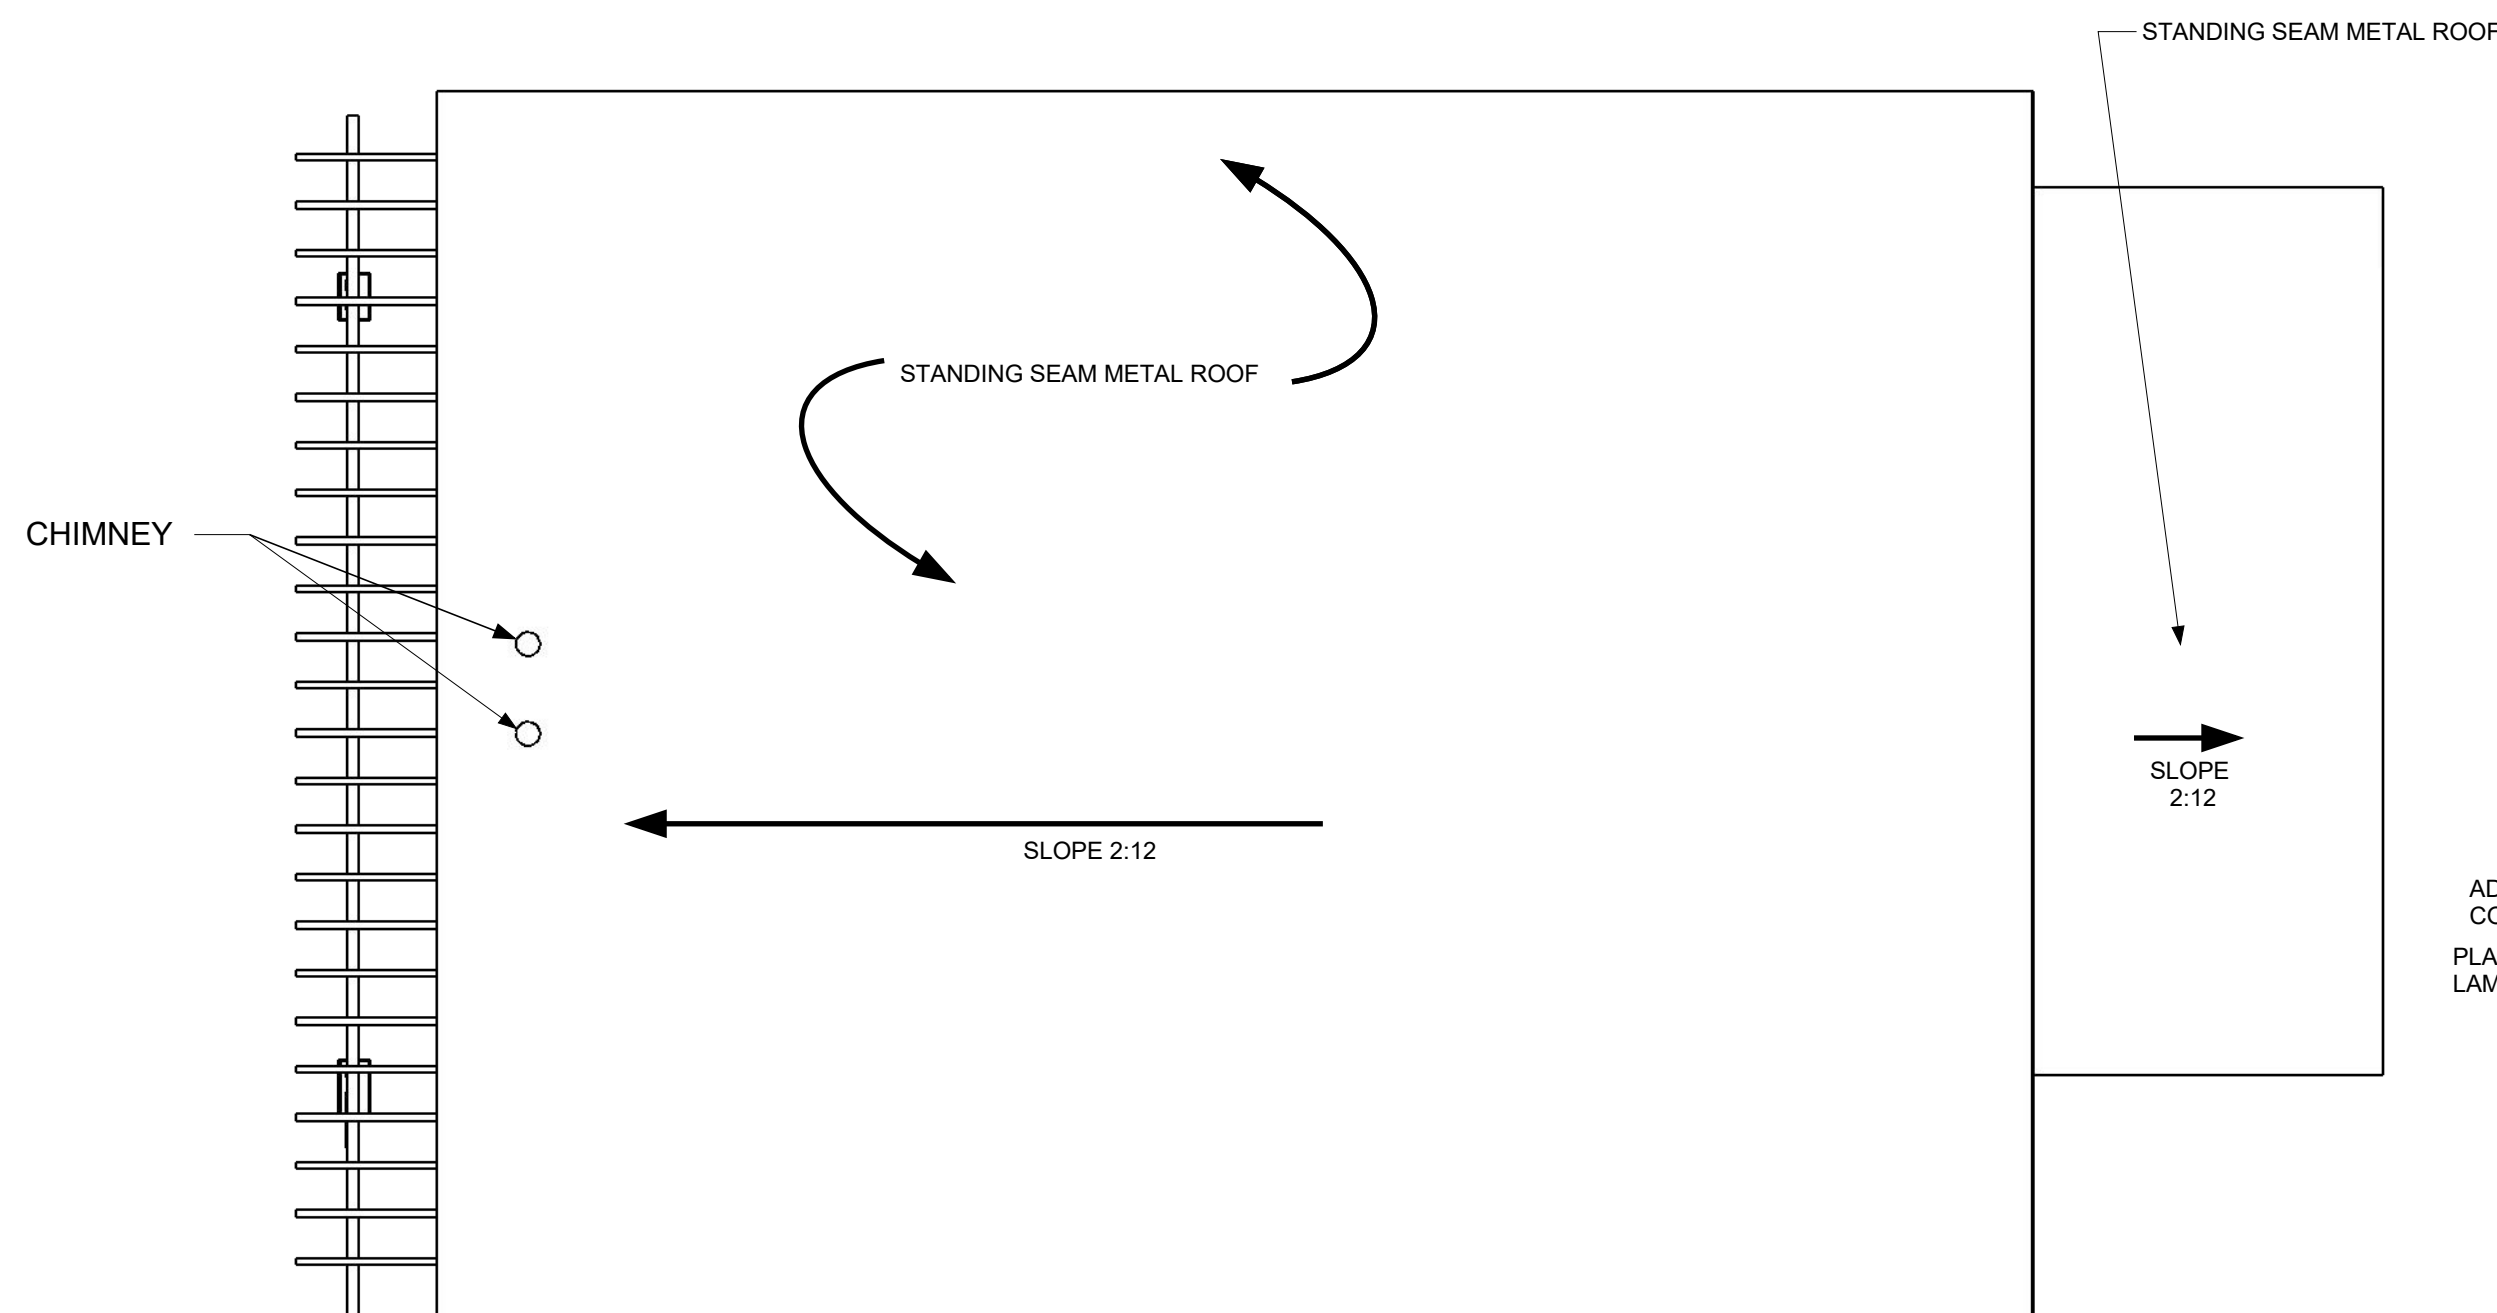 STANDING SEAM METAL ROOF
STANDING SEAM METAL ROOF
CHIMNEY
SLOPE
2:12
SLOPE 2:12